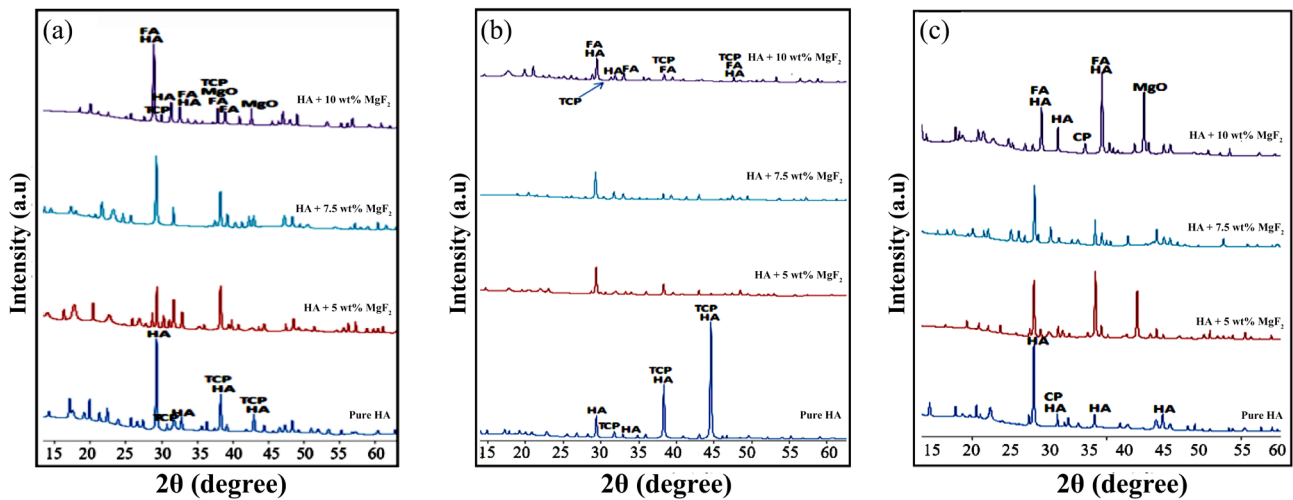 (a)
FA
HA
TCP
MgO
HA
FA
HA
FA
FA
MgO
TCP
HA + 10 wt% MgF2
HA + 7.5 wt% MgF2
HA + 5 wt% MgF2
HA
TCP
HA
TCP
HA
TCP
HA
Pure HA
Intensity (a.u)
20 30 40 50 60
2θ (degree)
(b)
FA
HA
HA
FA
TCP
FA
TCP
FA
HA
TCP
HA + 10 wt% MgF2
HA + 7.5 wt% MgF2
HA + 5 wt% MgF2
TCP
HA
TCP
HA
HA
TCP
HA
Pure HA
Intensity (a.u)
15 20 25 30 35 40 45 50 55 60
2θ (degree)
(c)
FA
HA
FA
HA
HA
CP
MgO
HA + 10 wt% MgF2
HA + 7.5 wt% MgF2
HA + 5 wt% MgF2
HA
CP
HA
HA
HA
Pure HA
Intensity (a.u)
15 20 25 30 35 45 50 55 60
2θ (degree)